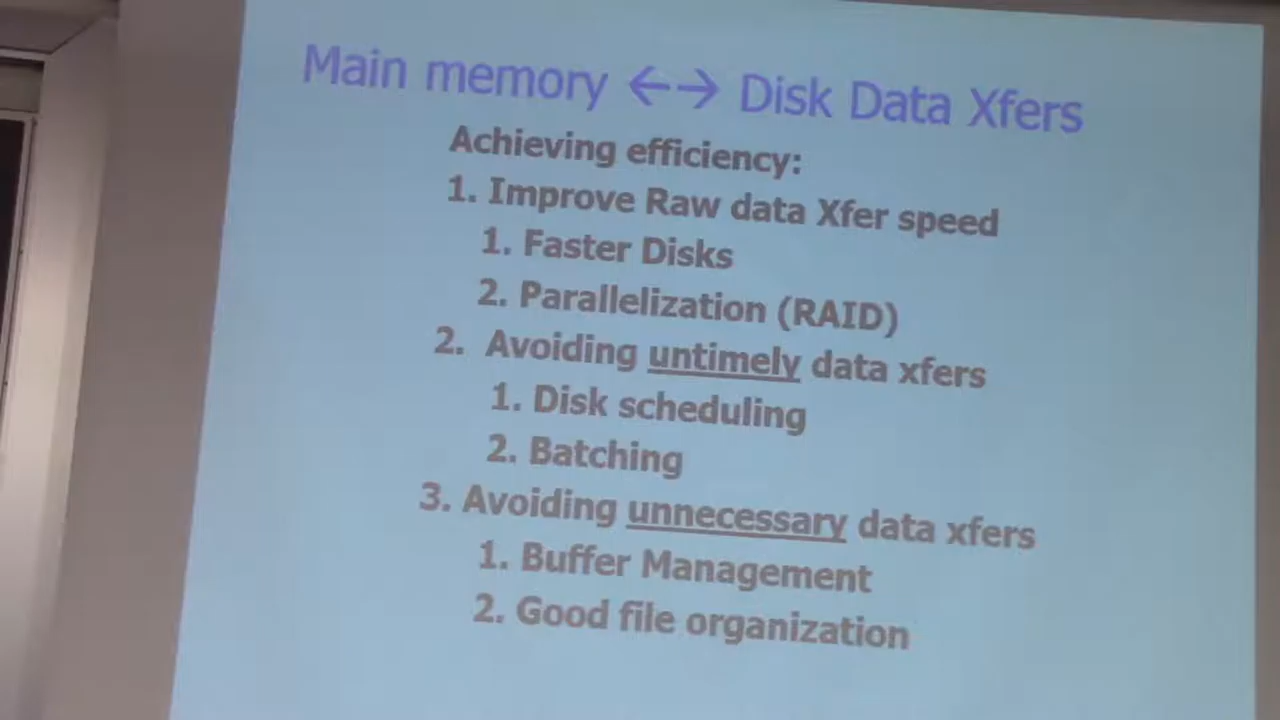 Main memory ←→ Disk Data Xfers
Achieving efficiency:
1. Improve Raw data Xfer speed
1. Faster Disks
2. Parallelization (RAID)
2. Avoiding untimely data xfers
1. Disk scheduling
2. Batching
3. Avoiding unnecessary data xfers
1. Buffer Management
2. Good file organization